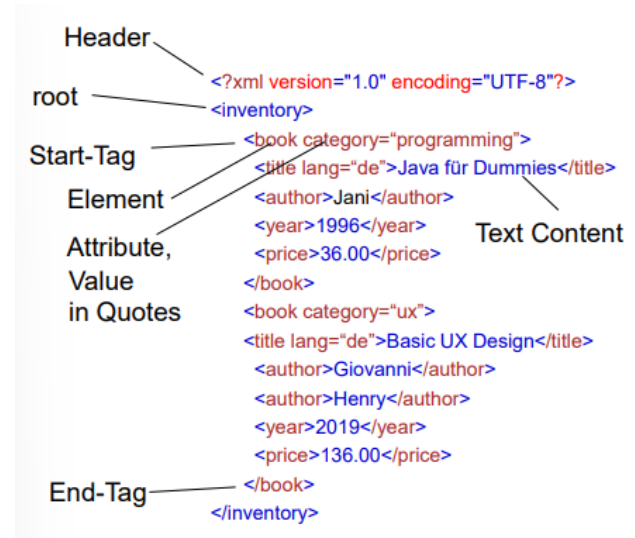 Header
<?xml version="1.0" encoding="UTF-8"?>
root
<inventory>
<book category=“programming”>
Start-Tag
<title lang=“de”>Java für Dummies</title>
Element
<author>Jani</author>
<year>1996</year>
Text Content
Attribute,
<price>36.00</price>
Value
</book>
in Quotes
<book category=“ux”>
<title lang=“de”>Basic UX Design</title>
<author>Giovanni</author>
<author>Henry</author>
<year>2019</year>
<price>136.00</price>
End-Tag
</book>
</inventory>